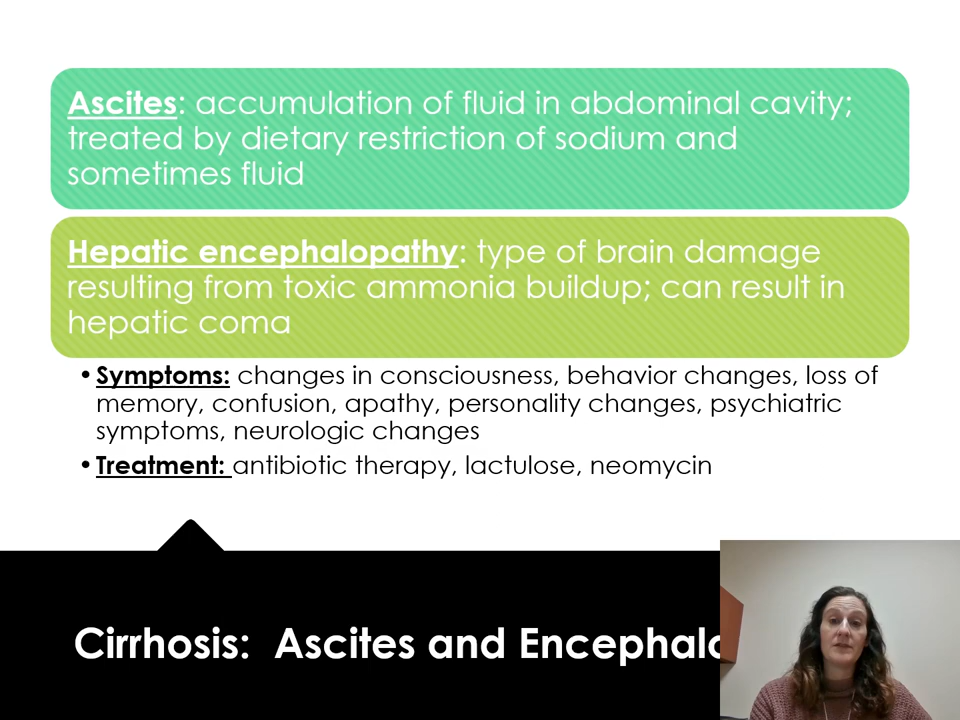 Ascites: accumulation of fluid in abdominal cavity;
treated by dietary restriction of sodium and
sometimes fluid
Hepatic encephalopathy: type of brain damage
resulting from toxic ammonia buildup; can result in
hepatic coma
• Symptoms: changes in consciousness, behavior changes, loss of
memory, confusion, apathy, personality changes, psychiatric
symptoms, neurologic changes
• Treatment: antibiotic therapy, lactulose, neomycin
Cirrhosis: Ascites and Encephalo